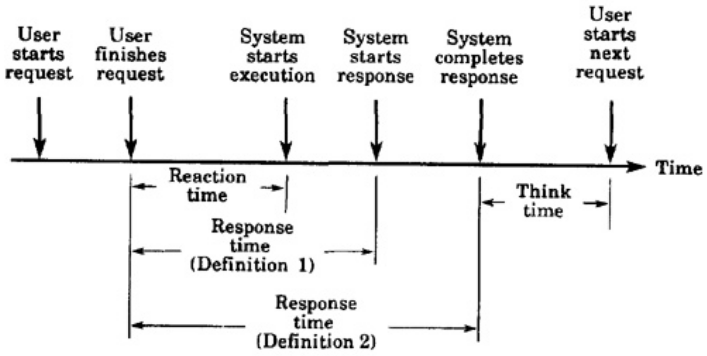 User
starts
request
User
finishes
request
System
starts
execution
System
starts
response
System
completes
response
User
starts
next
request
Time
Reaction
time
Think
time
Response
time
(Definition 1)
Response
time
(Definition 2)